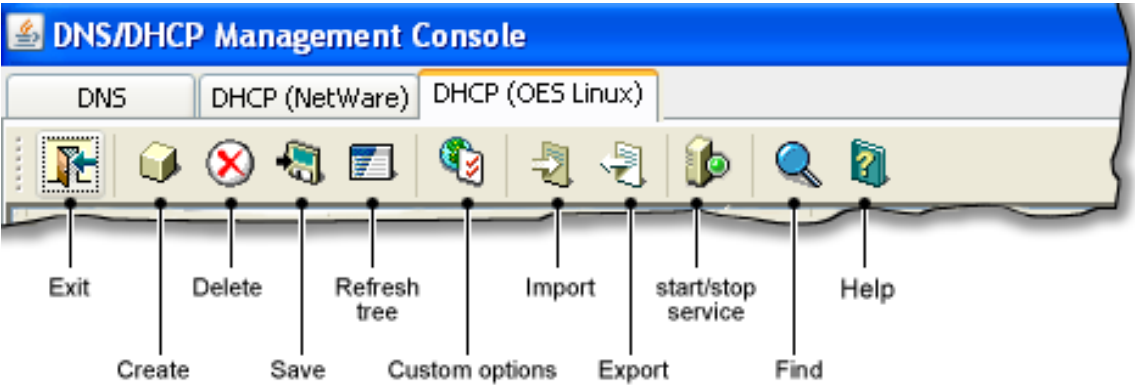 DNS/DHCP Management Console
DNS
DHCP (NetWare)
DHCP (OES Linux)
Exit
Delete
Refresh
tree
Import
start/stop
service
Help
Create
Save
Custom options
Export
Find